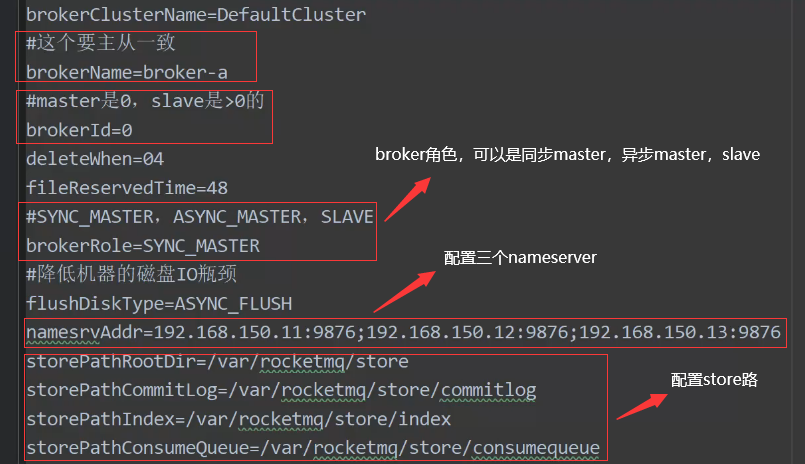 brokerClusterName=DefaultCluster
#这个要主从一致
brokerName=broker-a
#master是0，slave是>0的
brokerId=0
deleteWhen=04
broker角色，可以是同步master，异步master，slave
fileReservedTime=48
#SYNC_MASTER，ASYNC_MASTER，SLAVE
brokerRole=SYNC_MASTER
配置三个nameserver
#降低机器的磁盘IO瓶颈
flushDiskType=ASYNC_FLUSH
namesrvAddr=192.168.150.11:9876;192.168.150.12:9876;192.168.150.13:9876
storePathRootDir=/var/rocketmq/store
配置store路
storePathCommitLog=/var/rocketmq/store/commitlog
storePathIndex=/var/rocketmq/store/index
storePathConsumeQueue=/var/rocketmq/store/consumequeue